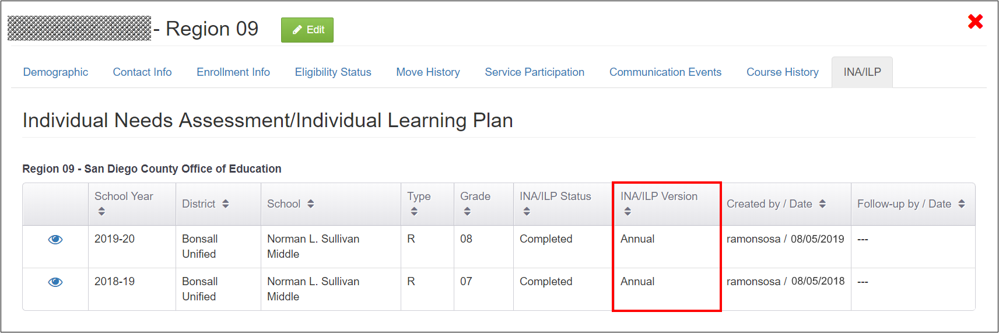 - Region 09 Edit
Demographic Contact Info Enrollment Info Eligibility Status Move History Service Participation Communication Events Course History INA/ILP
Individual Needs Assessment/Individual Learning Plan
Region 09 - San Diego County Office of Education
School Year District School Type Grade INA/ILP Status INA/ILP Version Created by / Date Follow-up by / Date
2019-20 Bonsall Norman L. Sullivan R 08 Completed Annual ramonsosa / 08/05/2019 ---
Unified Middle
2018-19 Bonsall Norman L. Sullivan R 07 Completed Annual ramonsosa / 08/05/2018 ---
Unified Middle